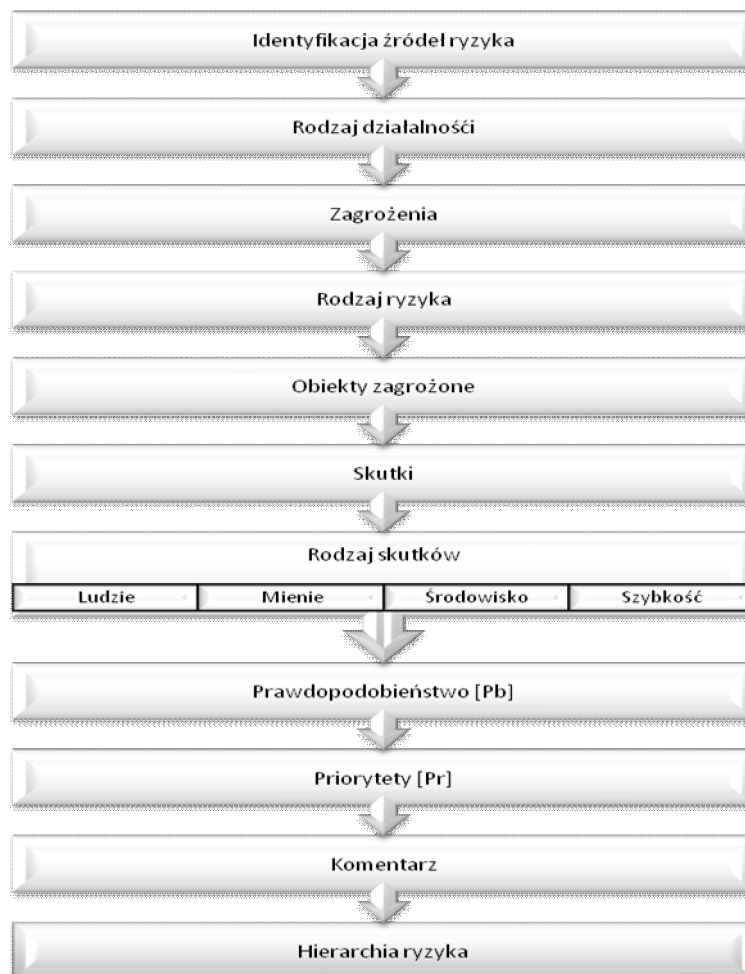 Identyfikacja źródeł ryzyka
Rodzaj działalnośći
Zagrożenia
Rodzaj ryzyka
Obiekty zagrożone
Skutki
Rodzaj skutków
Ludzie Mienie Środowisko Szybkość
Prawdopodobieństwo [Pb]
Priorytety [Pr]
Komentarz
Hierarchia ryzyka